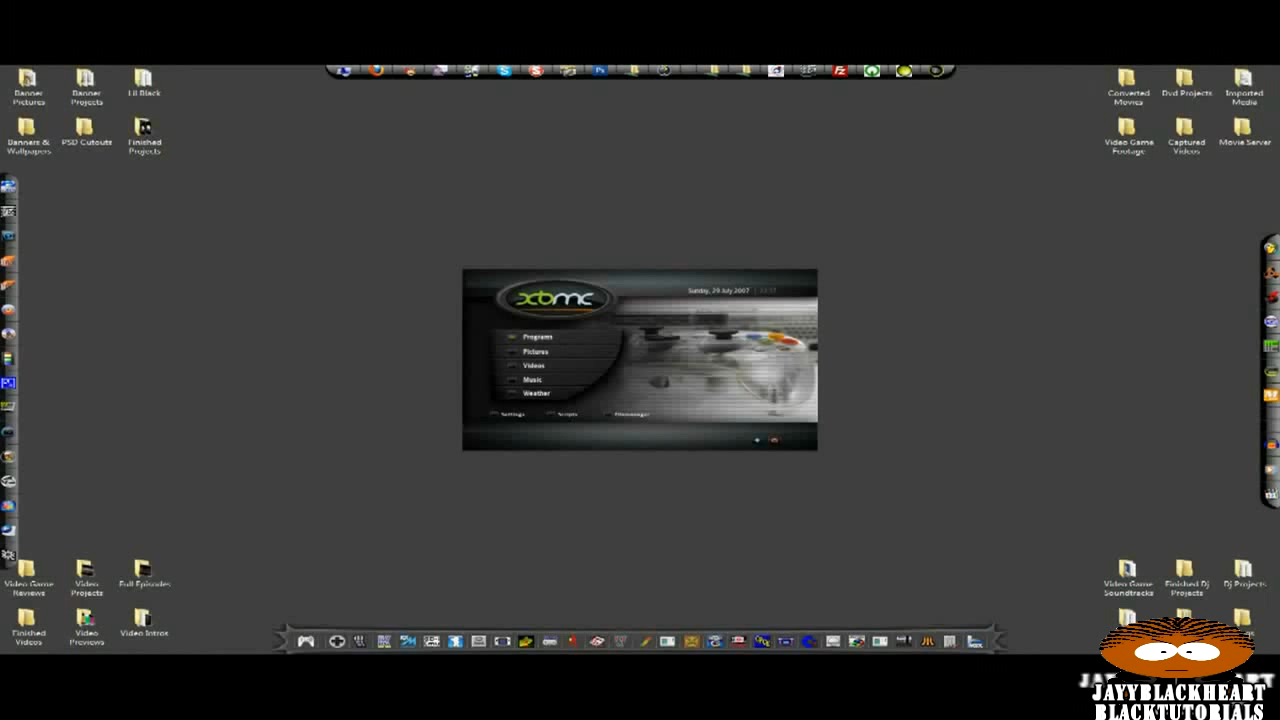 Banner
Pictures
Banner
Projects
Lil Black
Banners &
Wallpapers
PSD Cutouts
Finished
Projects
Converted
Movies
Dvd Projects
Imported
Media
Video Game
Footage
Captured
Videos
Movie Server
xbmc
Sunday, 29 July 2007
Programs
Pictures
Videos
Music
Weather
Settings
Scripts
Filemanager
Video Game
Reviews
Video
Projects
Full Episodes
Finished
Videos
Video
Previews
Video Intros
Video Game
Soundtracks
Finished Dj
Projects
Dj Projects
JAYYBLACKHEART
BLACKTUTORIALS